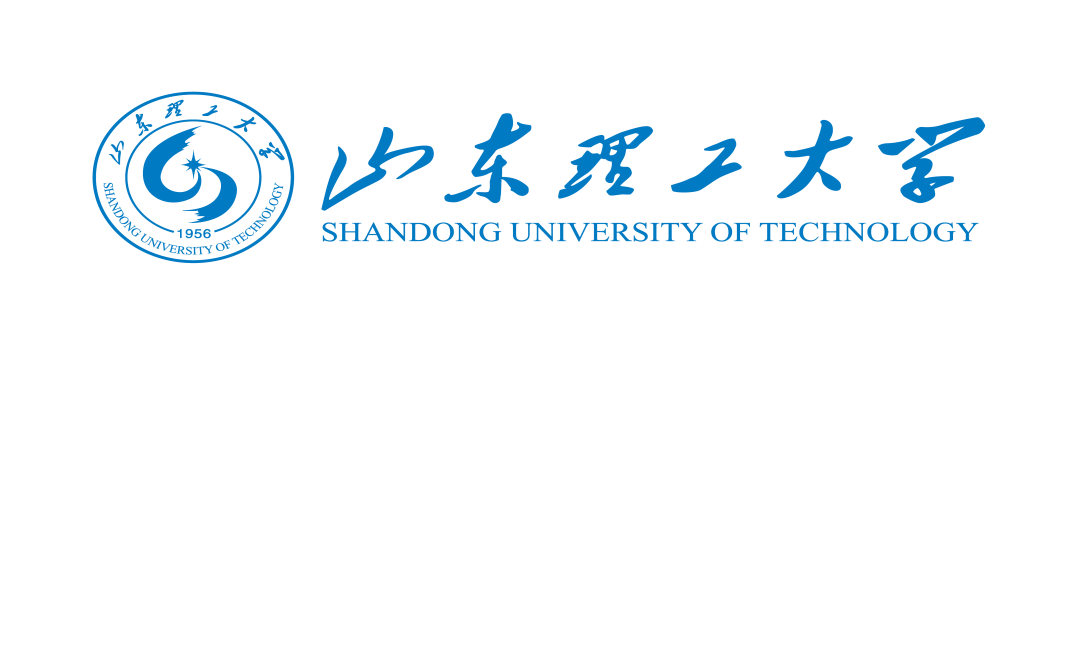 山东理工大学
1956
SHANDONG UNIVERSITY OF TECHNOLOGY
山东理工大学
SHANDONG UNIVERSITY OF TECHNOLOGY